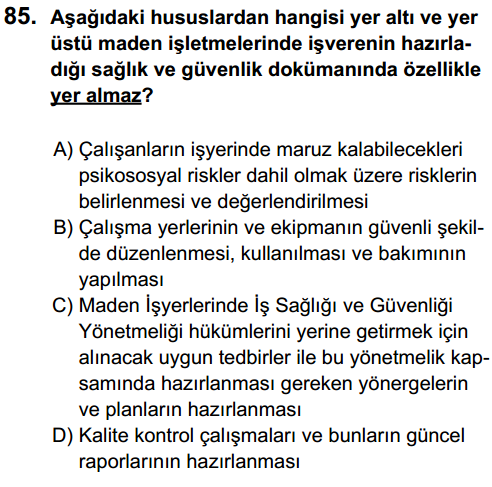 85. Aşağıdaki hususlardan hangisi yer altı ve yer
üstü maden işletmelerinde işverenin hazırla-
dığı sağlık ve güvenlik dokümanında özellikle
yer almaz?
A) Çalışanların işyerinde maruz kalabilecekleri
psikososyal riskler dahil olmak üzere risklerin
belirlenmesi ve değerlendirilmesi
B) Çalışma yerlerinin ve ekipmanın güvenli şekil-
de düzenlenmesi, kullanılması ve bakımının
yapılması
C) Maden İşyerlerinde İş Sağlığı ve Güvenliği
Yönetmeliği hükümlerini yerine getirmek için
alınacak uygun tedbirler ile bu yönetmelik kap-
samında hazırlanması gereken yönergelerin
ve planların hazırlanması
D) Kalite kontrol çalışmaları ve bunların güncel
raporlarının hazırlanması